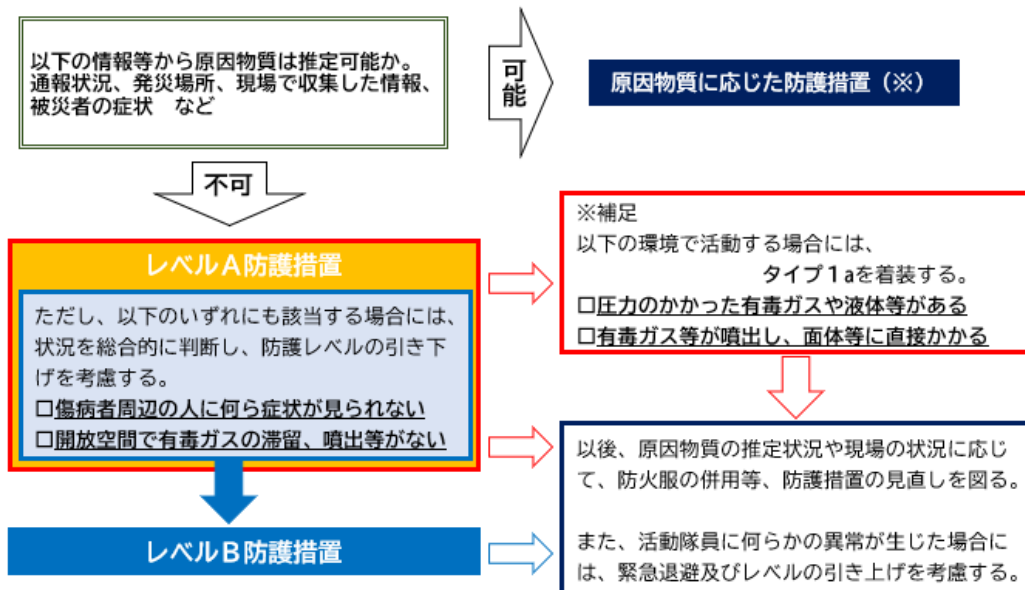 以下の情報等から原因物質は推定可能か。
通報状況、発災場所、現場で収集した情報、
被災者の症状　など
可能
原因物質に応じた防護措置（※）
不可
レベルＡ防護措置
ただし、以下のいずれにも該当する場合には、
状況を総合的に判断し、防護レベルの引き下
げを考慮する。
□傷病者周辺の人に何ら症状が見られない
□開放空間で有毒ガスの滞留、噴出等がない
レベルＢ防護措置
※補足
以下の環境で活動する場合には、
タイプ１aを着装する。
□圧力のかかった有毒ガスや液体等がある
□有毒ガス等が噴出し、面体等に直接かかる
以後、原因物質の推定状況や現場の状況に応じ
て、防火服の併用等、防護措置の見直しを図る。
また、活動隊員に何らかの異常が生じた場合に
は、緊急退避及びレベルの引き上げを考慮する。